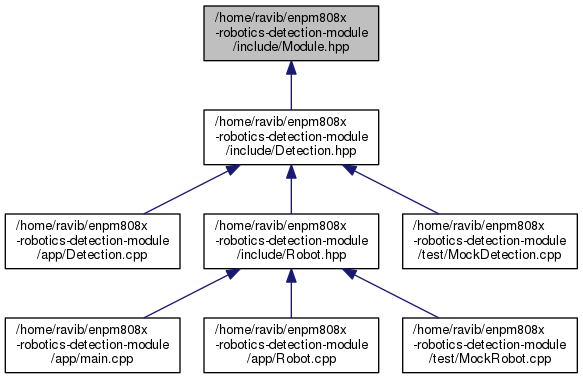 /home/ravib/enpm808x
-robotics-detection-module
/include/Module.hpp
/home/ravib/enpm808x
-robotics-detection-module
/include/Detection.hpp
/home/ravib/enpm808x
-robotics-detection-module
/app/Detection.cpp
/home/ravib/enpm808x
-robotics-detection-module
/include/Robot.hpp
/home/ravib/enpm808x
-robotics-detection-module
/test/MockDetection.cpp
/home/ravib/enpm808x
-robotics-detection-module
/app/main.cpp
/home/ravib/enpm808x
-robotics-detection-module
/app/Robot.cpp
/home/ravib/enpm808x
-robotics-detection-module
/test/MockRobot.cpp